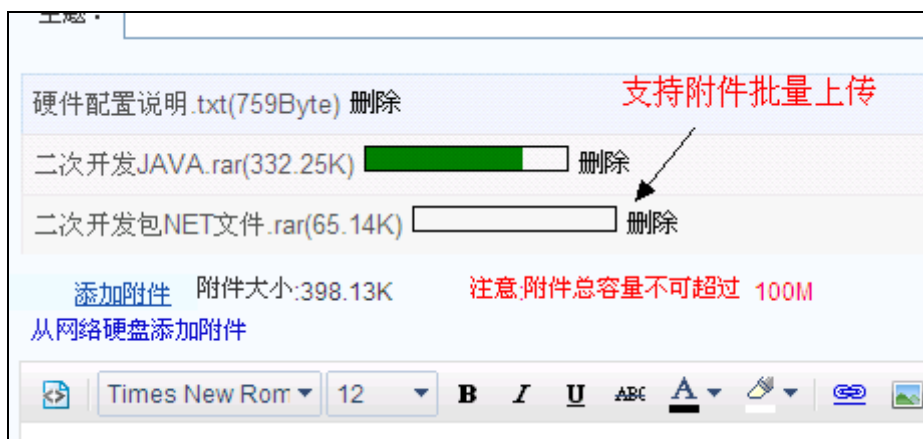 主题：
支持附件批量上传
硬件配置说明.txt(759Byte) 删除
二次开发JAVA.rar(332.25K) 删除
二次开发包NET文件.rar(65.14K) 删除
添加附件 附件大小:398.13K 注意:附件总容量不可超过 100M
从网络硬盘添加附件
Times New Rom 12 B I U ABC A